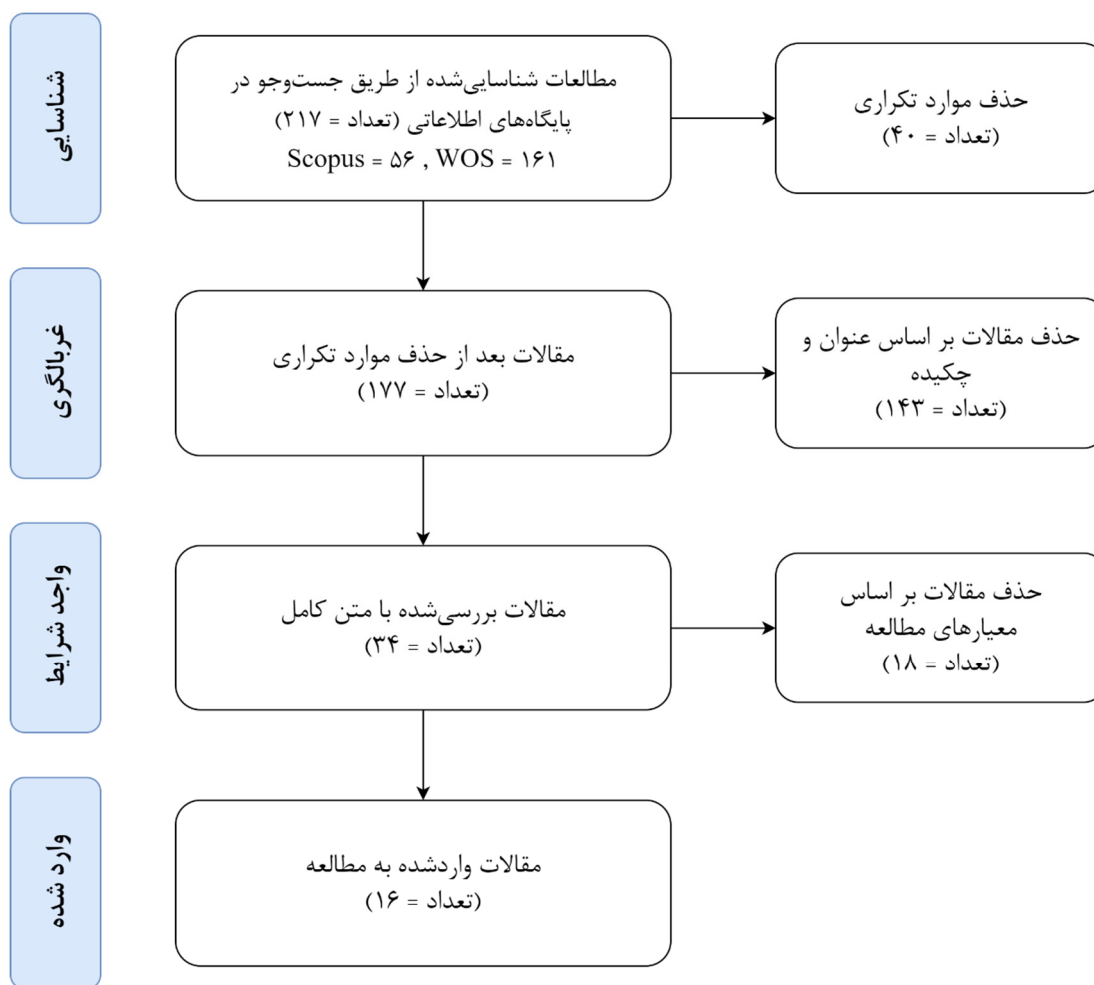 شناسایی
مطالعات شناسایی‌شده از طریق جست‌وجو در
پایگاه‌های اطلاعاتی (تعداد = ۲۱۷)
Scopus = ۵۶ , WOS = ۱۶۱
حذف موارد تکراری
(تعداد = ۴۰)
غربالگری
مقالات بعد از حذف موارد تکراری
(تعداد = ۱۷۷)
حذف مقالات بر اساس عنوان و
چکیده
(تعداد = ۱۴۳)
واجد شرایط
مقالات بررسی‌شده با متن کامل
(تعداد = ۳۴)
حذف مقالات بر اساس
معیارهای مطالعه
(تعداد = ۱۸)
وارد شده
مقالات واردشده به مطالعه
(تعداد = ۱۶)